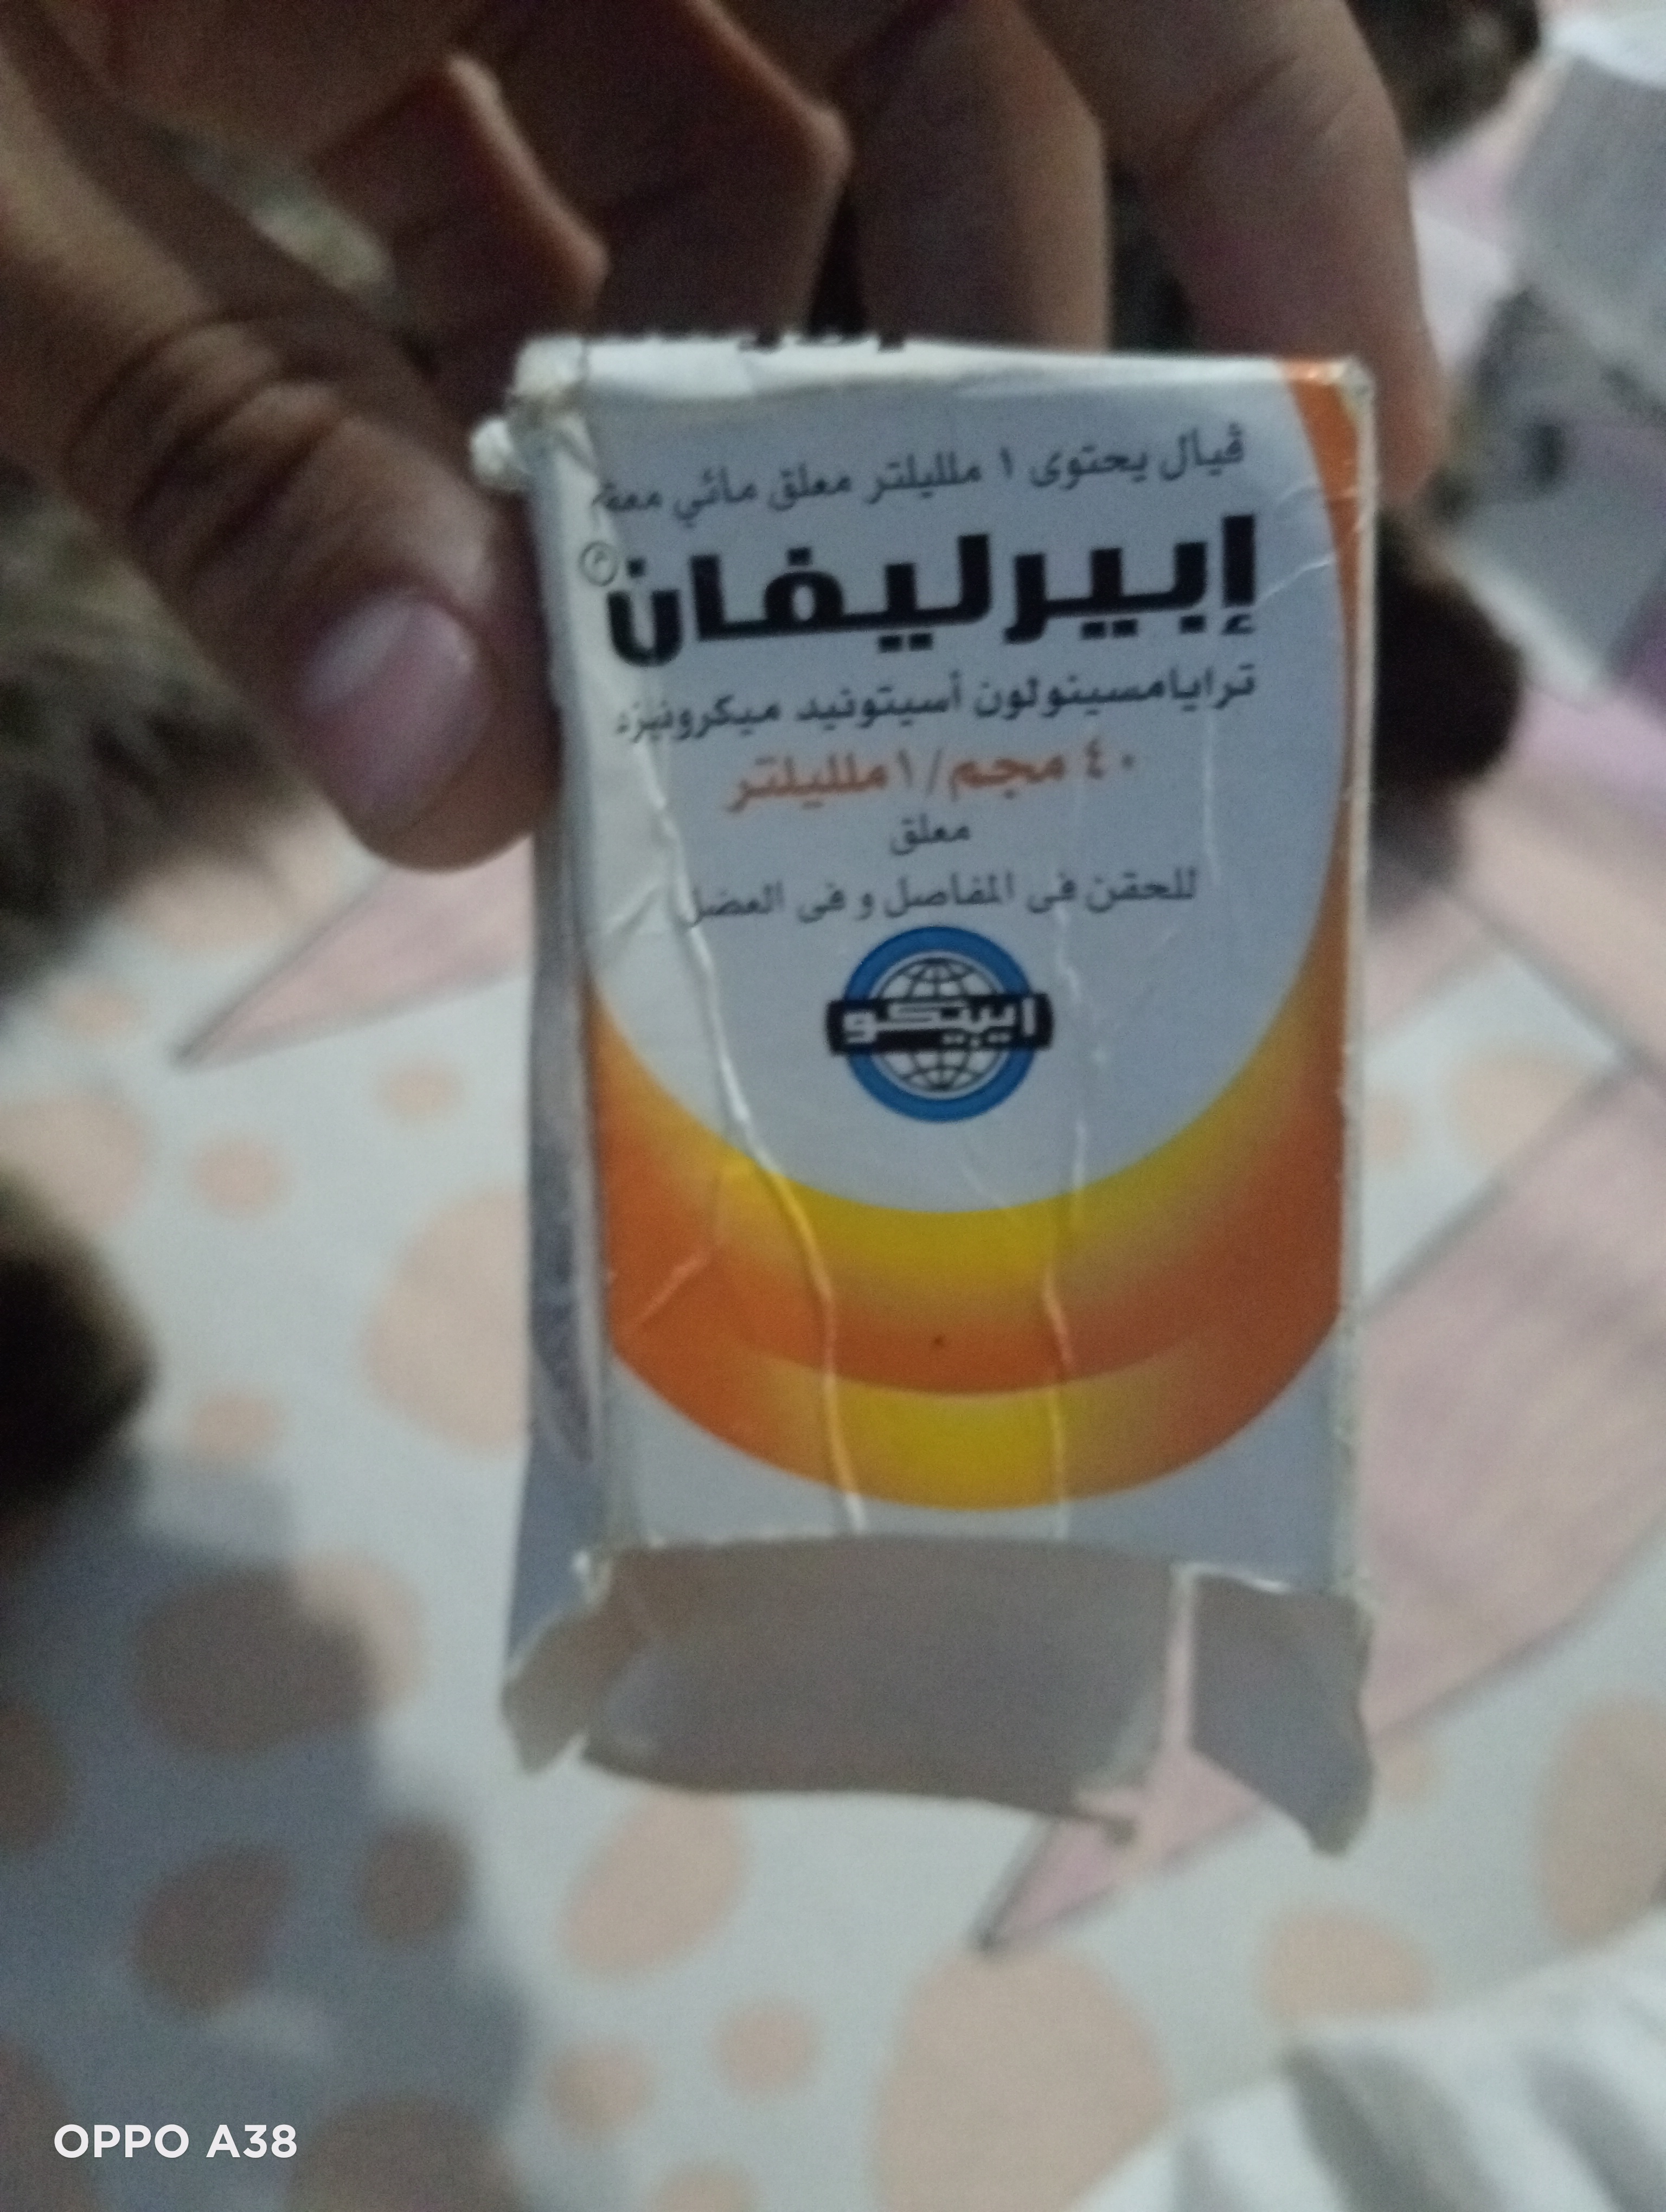 ڤيال يحتوى ١ ملليلتر معلق مائي معقم
إبيرليفان
ترايامسينولون أسيتونيد ميكرونيزد
٤٠ مجم/١ ملليلتر
معلق
للحقن فى المفاصل و فى العضل
ايبيكو
OPPO A38